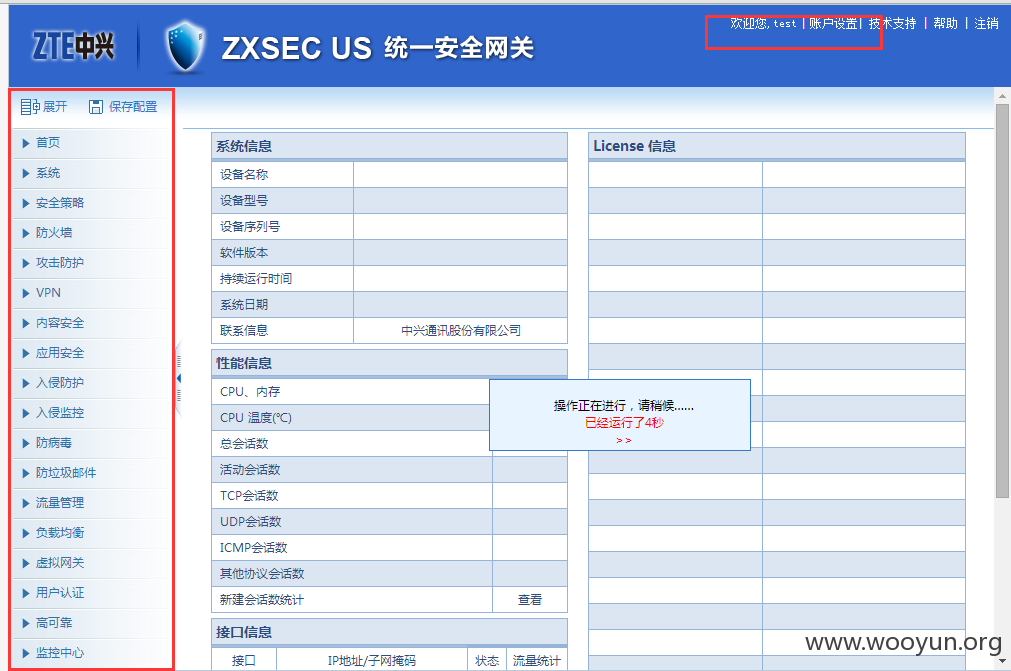 ZTE中兴
ZXSEC US 统一安全网关
欢迎您, test | 账户设置 | 技术支持 | 帮助 | 注销
展开 保存配置
首页
系统
安全策略
防火墙
攻击防护
VPN
内容安全
应用安全
入侵防护
入侵监控
防病毒
防垃圾邮件
流量管理
负载均衡
虚拟网关
用户认证
高可靠
监控中心
系统信息
设备名称
设备型号
设备序列号
软件版本
持续运行时间
系统日期
联系信息 中兴通讯股份有限公司
性能信息
CPU、内存
CPU 温度(℃)
总会话数
活动会话数
TCP会话数
UDP会话数
ICMP会话数
其他协议会话数
新建会话数统计 查看
接口信息
接口 IP地址/子网掩码 状态 流量统计
License 信息
操作正在进行，请稍候......
已经运行了4秒
> >
www.wooyun.org